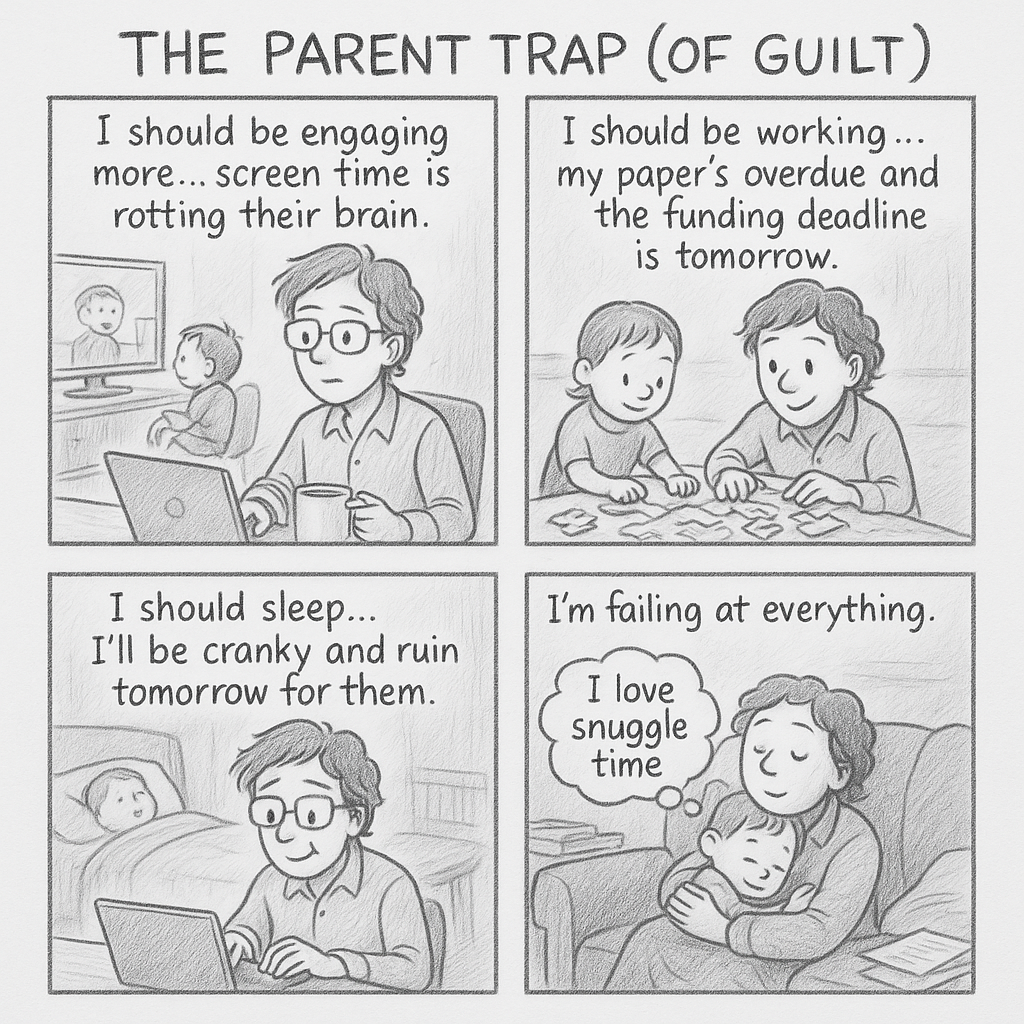 THE PARENT TRAP (OF GUILT)
I should be engaging
more... screen time is
rotting their brain.
I should be working...
my paper's overdue and
the funding deadline
is tomorrow.
I should sleep...
I'll be cranky and ruin
tomorrow for them.
I'm failing at everything.
I love
snuggle
time